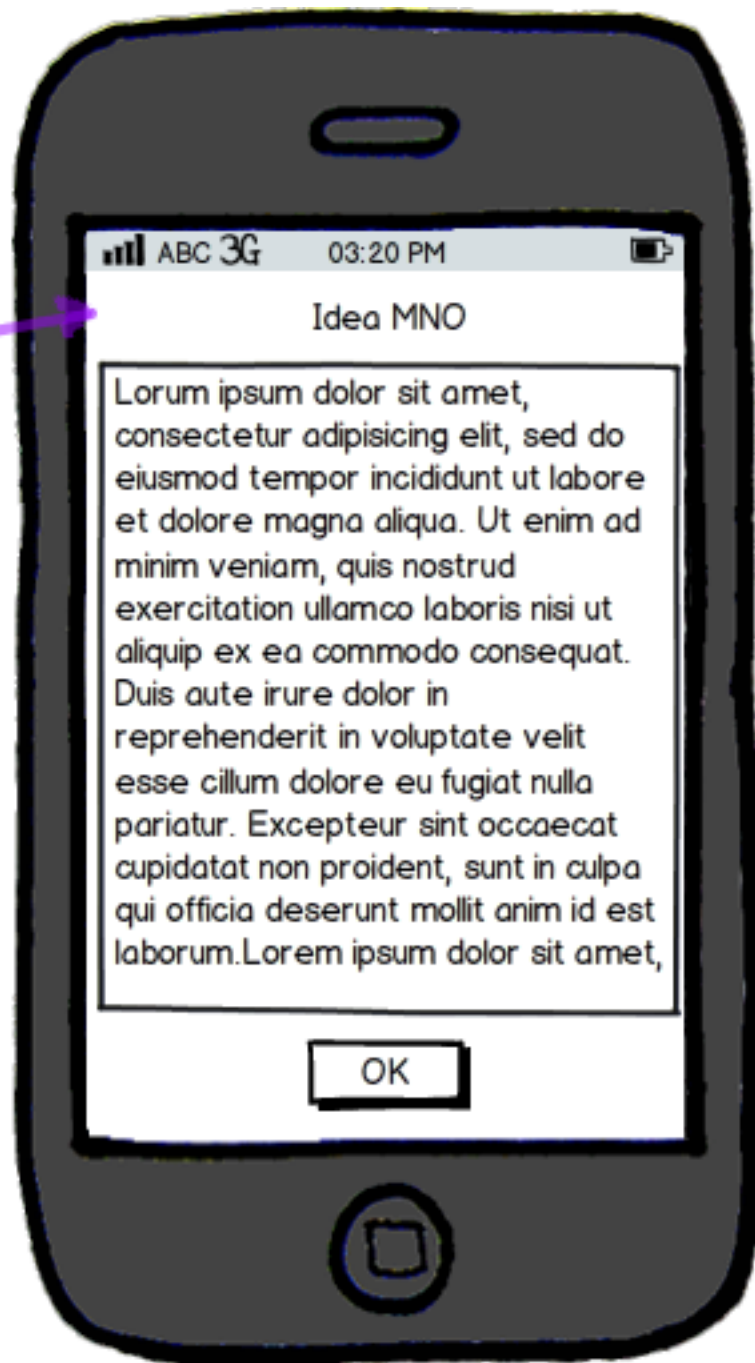 ABC 3G 03:20 PM
Idea MNO
Lorum ipsum dolor sit amet,
consectetur adipisicing elit, sed do
eiusmod tempor incididunt ut labore
et dolore magna aliqua. Ut enim ad
minim veniam, quis nostrud
exercitation ullamco laboris nisi ut
aliquip ex ea commodo consequat.
Duis aute irure dolor in
reprehenderit in voluptate velit
esse cillum dolore eu fugiat nulla
pariatur. Excepteur sint occaecat
cupidatat non proident, sunt in culpa
qui officia deserunt mollit anim id est
laborum.Lorem ipsum dolor sit amet,
OK